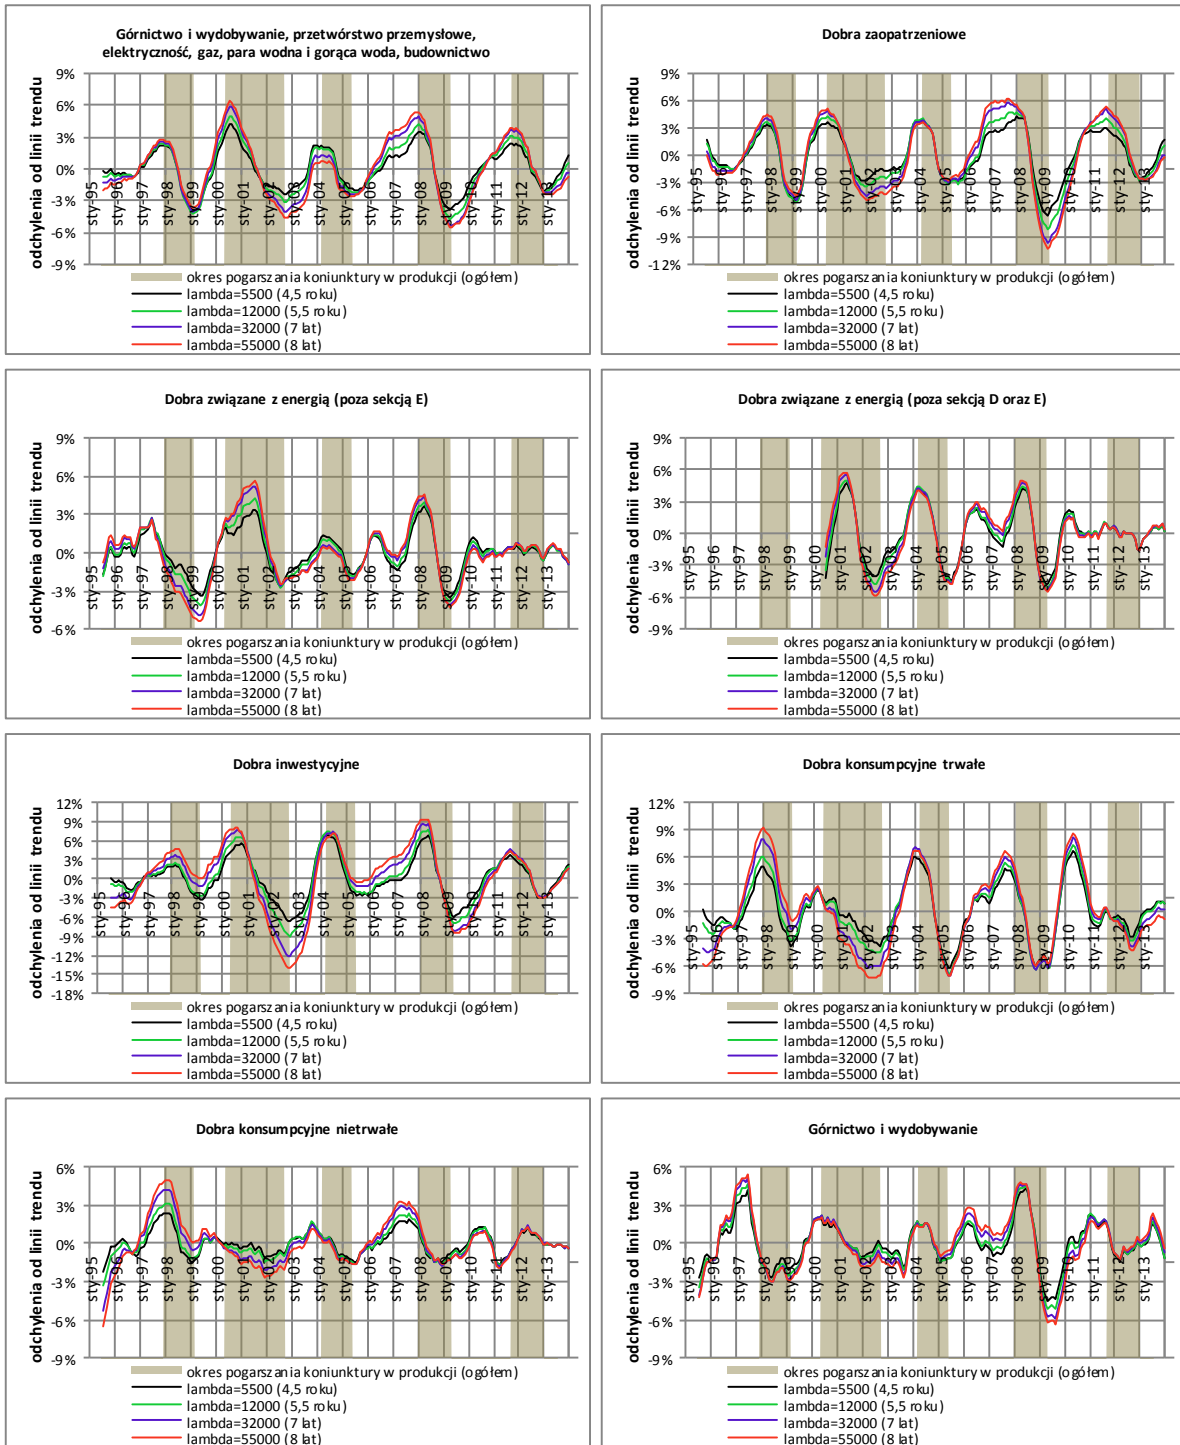 Górnictwo i wydobywanie, przetwórstwo przemysłowe,
elektryczność, gaz, para wodna i gorąca woda, budownictwo
odchylenia od linii trendu
9%
6%
3%
0%
-3%
-6%
-9%
sty-95
sty-96
sty-97
sty-98
sty-99
sty-00
sty-01
sty-02
sty-03
sty-04
sty-05
sty-06
sty-07
sty-08
sty-09
sty-10
sty-11
sty-12
sty-13
okres pogarszania koniunktury w produkcji (ogółem)
lambda=5500 (4,5 roku)
lambda=12000 (5,5 roku)
lambda=32000 (7 lat)
lambda=55000 (8 lat)
Dobra zaopatrzeniowe
odchylenia od linii trendu
9%
6%
3%
0%
-3%
-6%
-9%
-12%
sty-95
sty-96
sty-97
sty-98
sty-99
sty-00
sty-01
sty-02
sty-03
sty-04
sty-05
sty-06
sty-07
sty-08
sty-09
sty-10
sty-11
sty-12
sty-13
okres pogarszania koniunktury w produkcji (ogółem)
lambda=5500 (4,5 roku)
lambda=12000 (5,5 roku)
lambda=32000 (7 lat)
lambda=55000 (8 lat)
Dobra związane z energią (poza sekcją E)
odchylenia od linii trendu
9%
6%
3%
0%
-3%
-6%
sty-95
sty-96
sty-97
sty-98
sty-99
sty-00
sty-01
sty-02
sty-03
sty-04
sty-05
sty-06
sty-07
sty-08
sty-09
sty-10
sty-11
sty-12
sty-13
okres pogarszania koniunktury w produkcji (ogółem)
lambda=5500 (4,5 roku)
lambda=12000 (5,5 roku)
lambda=32000 (7 lat)
lambda=55000 (8 lat)
Dobra związane z energią (poza sekcją D oraz E)
odchylenia od linii trendu
9%
6%
3%
0%
-3%
-6%
-9%
sty-95
sty-96
sty-97
sty-98
sty-99
sty-00
sty-01
sty-02
sty-03
sty-04
sty-05
sty-06
sty-07
sty-08
sty-09
sty-10
sty-11
sty-12
sty-13
okres pogarszania koniunktury w produkcji (ogółem)
lambda=5500 (4,5 roku)
lambda=12000 (5,5 roku)
lambda=32000 (7 lat)
lambda=55000 (8 lat)
Dobra inwestycyjne
odchylenia od linii trendu
12%
9%
6%
3%
0%
-3%
-6%
-9%
-12%
-15%
-18%
sty-95
sty-96
sty-97
sty-98
sty-99
sty-00
sty-01
sty-02
sty-03
sty-04
sty-05
sty-06
sty-07
sty-08
sty-09
sty-10
sty-11
sty-12
sty-13
okres pogarszania koniunktury w produkcji (ogółem)
lambda=5500 (4,5 roku)
lambda=12000 (5,5 roku)
lambda=32000 (7 lat)
lambda=55000 (8 lat)
Dobra konsumpcyjne trwałe
odchylenia od linii trendu
12%
9%
6%
3%
0%
-3%
-6%
-9%
sty-95
sty-96
sty-97
sty-98
sty-99
sty-00
sty-01
sty-02
sty-03
sty-04
sty-05
sty-06
sty-07
sty-08
sty-09
sty-10
sty-11
sty-12
sty-13
okres pogarszania koniunktury w produkcji (ogółem)
lambda=5500 (4,5 roku)
lambda=12000 (5,5 roku)
lambda=32000 (7 lat)
lambda=55000 (8 lat)
Dobra konsumpcyjne nietrwałe
odchylenia od linii trendu
6%
3%
0%
-3%
-6%
-9%
sty-95
sty-96
sty-97
sty-98
sty-99
sty-00
sty-01
sty-02
sty-03
sty-04
sty-05
sty-06
sty-07
sty-08
sty-09
sty-10
sty-11
sty-12
sty-13
okres pogarszania koniunktury w produkcji (ogółem)
lambda=5500 (4,5 roku)
lambda=12000 (5,5 roku)
lambda=32000 (7 lat)
lambda=55000 (8 lat)
Górnictwo i wydobywanie
odchylenia od linii trendu
6%
3%
0%
-3%
-6%
-9%
sty-95
sty-96
sty-97
sty-98
sty-99
sty-00
sty-01
sty-02
sty-03
sty-04
sty-05
sty-06
sty-07
sty-08
sty-09
sty-10
sty-11
sty-12
sty-13
okres pogarszania koniunktury w produkcji (ogółem)
lambda=5500 (4,5 roku)
lambda=12000 (5,5 roku)
lambda=32000 (7 lat)
lambda=55000 (8 lat)